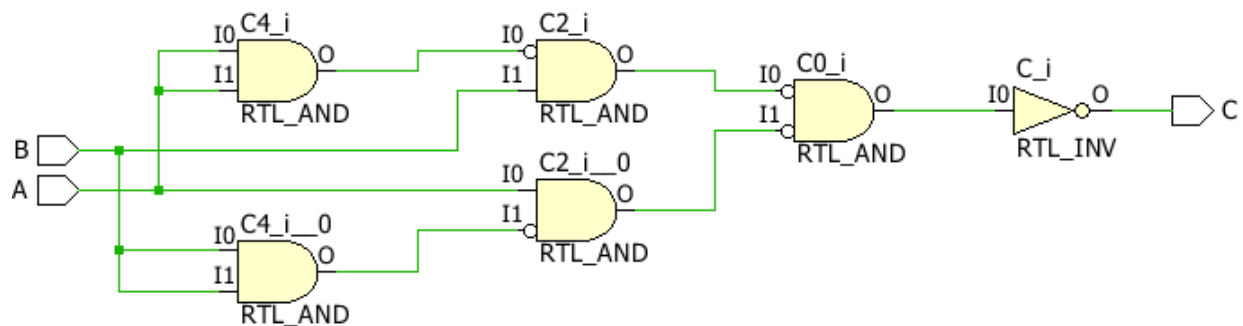 C4_i
I0
I1
O
RTL_AND
C2_i
I0
I1
O
RTL_AND
C0_i
I0
I1
O
RTL_AND
C_i
I0
O
RTL_INV
C
B
A
C2_i__0
I0
I1
O
RTL_AND
C4_i__0
I0
I1
O
RTL_AND